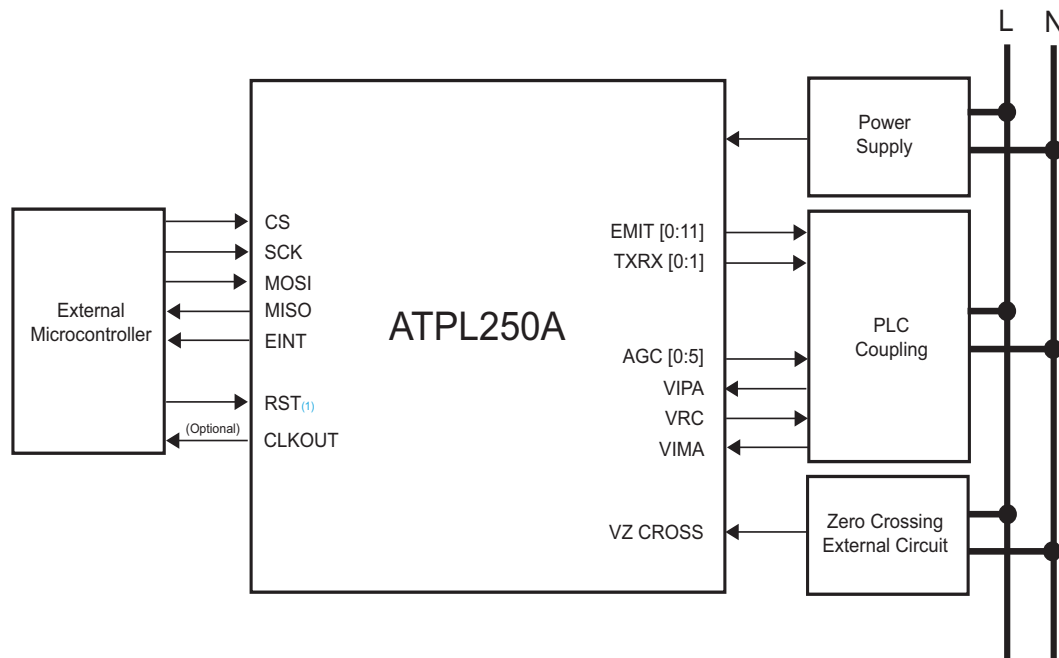 L N
Power
Supply
CS
SCK
MOSI
MISO
EINT
RST(1)
(Optional)
CLKOUT
External
Microcontroller
ATPL250A
EMIT [0:11]
TXRX [0:1]
AGC [0:5]
VIPA
VRC
VIMA
VZ CROSS
PLC
Coupling
Zero Crossing
External Circuit